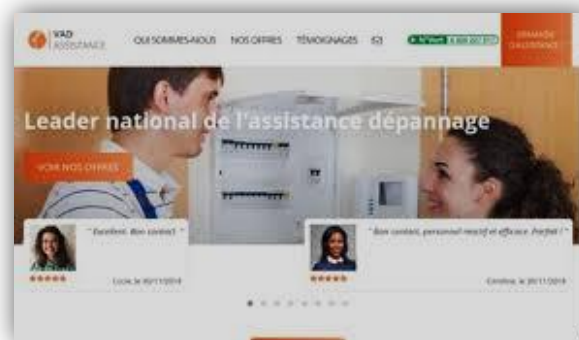 VAD
ASSISTANCE
QUI SOMMES-NOUS NOS OFFRES TÉMOIGNAGES
N°Vert
DEMANDE
D'ASSISTANCE
Leader national de l'assistance dépannage
VOIR NOS OFFRES
" Excellent. Bon contact. "
" Bon contact, personnel réactif et efficace. Parfait ! "